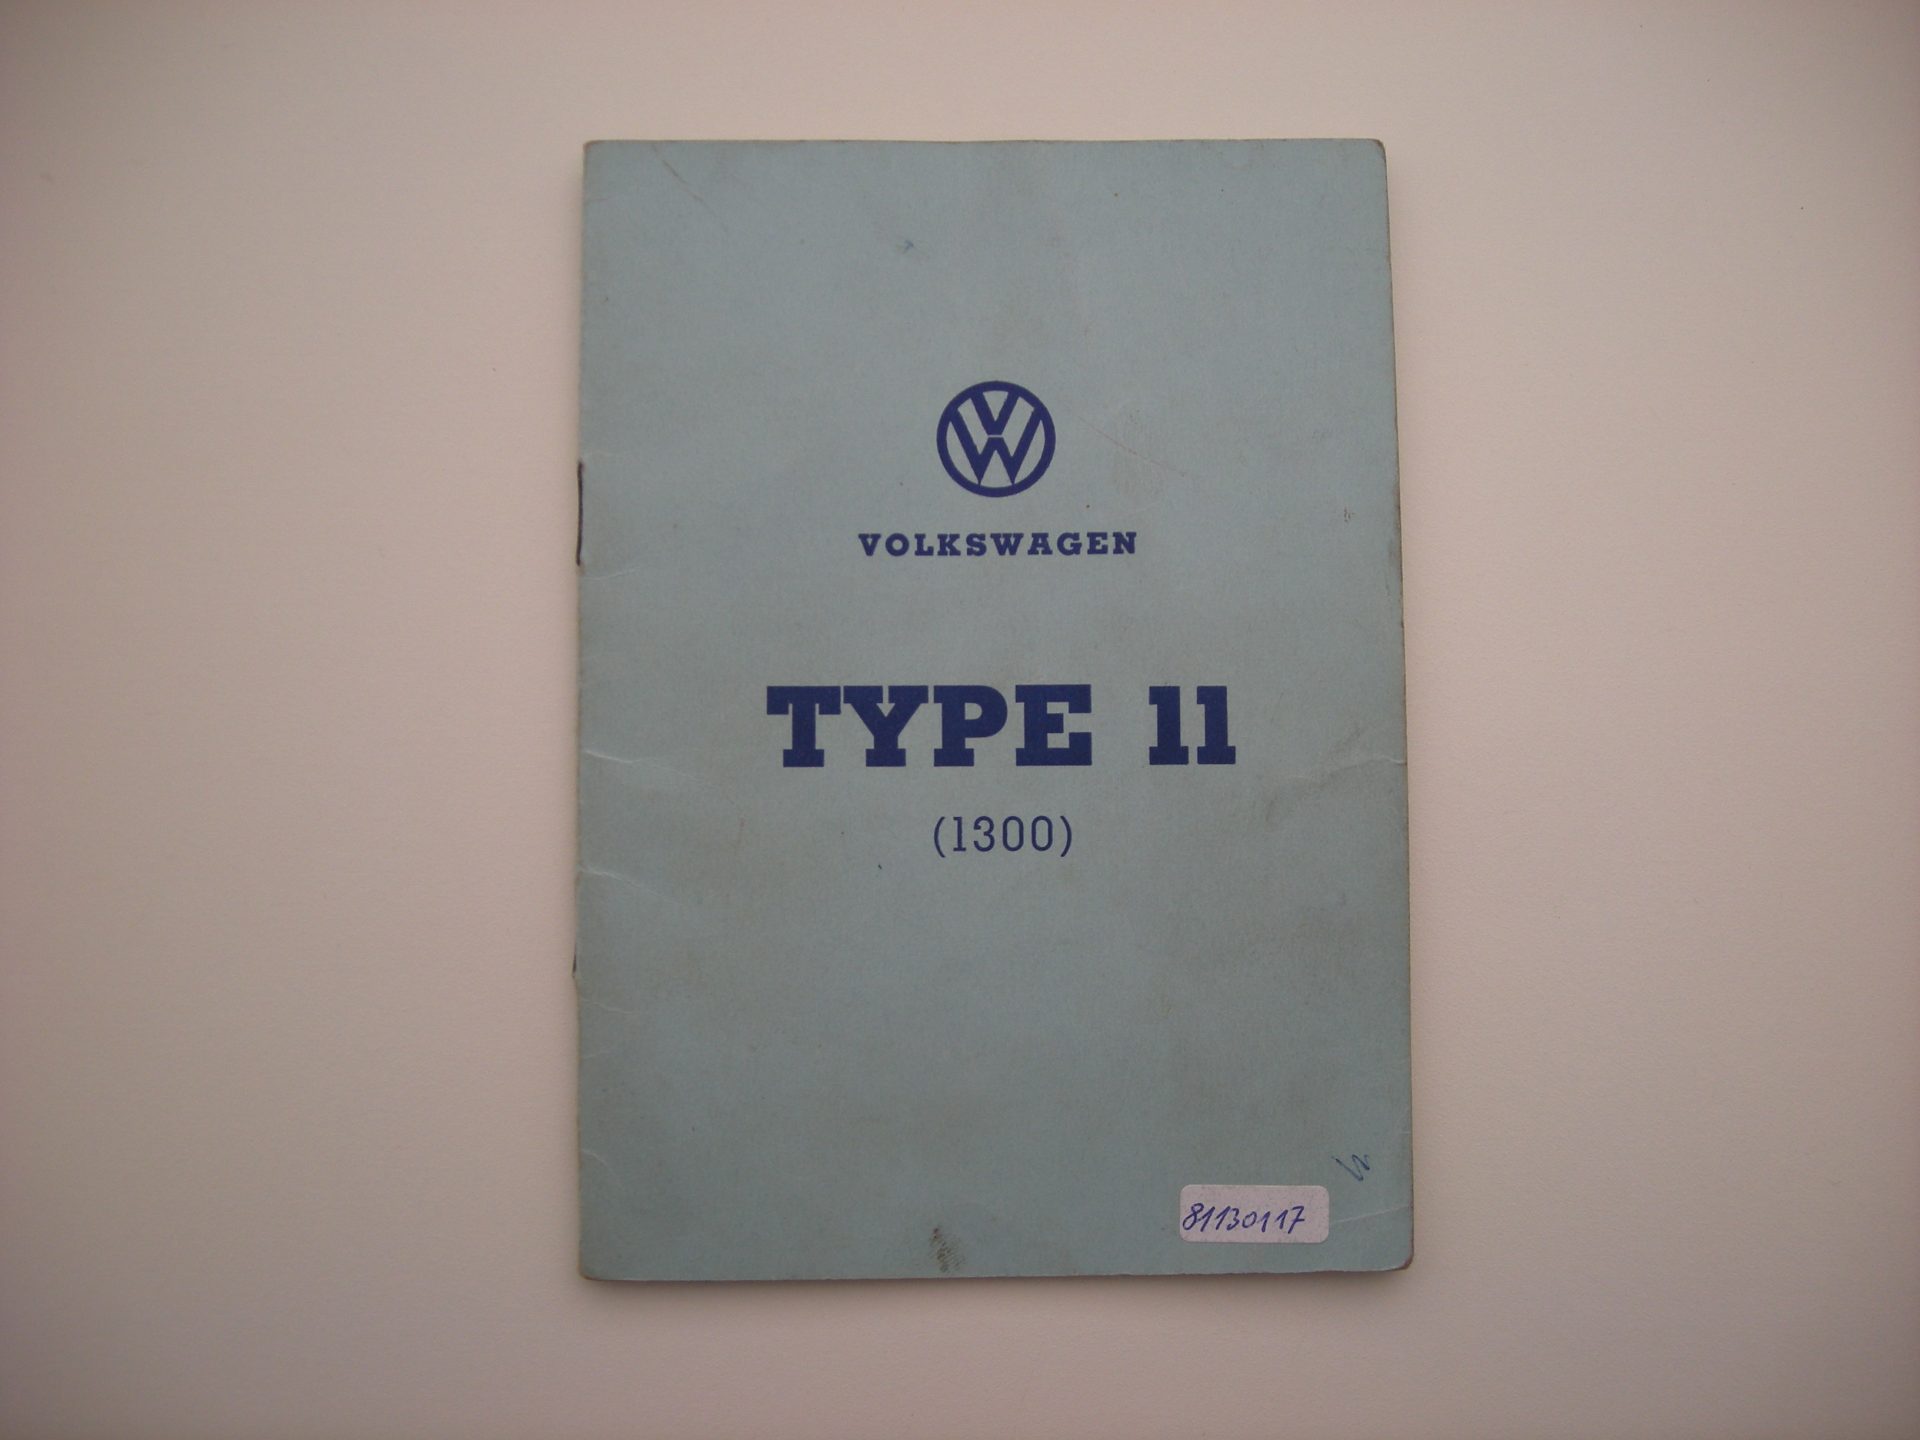 VW
VOLKSWAGEN
TYPE 11
(1300)
81130117